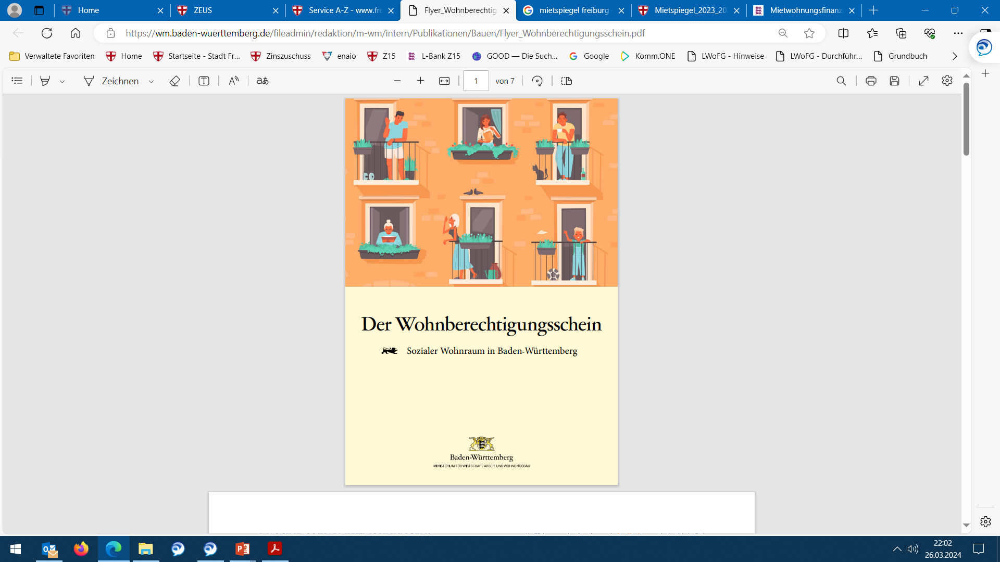 Home
ZEUS
Service A-Z - www.fre
Flyer_Wohnberechtig
mietspiegel freiburg -
Mietspiegel_2023_20
Mietwohnungsfinanz
https://wm.baden-wuerttemberg.de/fileadmin/redaktion/m-wm/intern/Publikationen/Bauen/Flyer_Wohnberechtigungsschein.pdf
Verwaltete Favoriten
Home
Startseite - Stadt Fr...
Zinszuschuss
enaio
Z15
L-Bank Z15
GOOD — Die Such...
Google
Komm.ONE
LWoFG - Hinweise
LWoFG - Durchführ...
Grundbuch
Zeichnen
1
von 7
Der Wohnberechtigungsschein
Sozialer Wohnraum in Baden-Württemberg
Baden-Württemberg
MINISTERIUM FÜR WIRTSCHAFT, ARBEIT UND WOHNUNGSBAU
22:02
26.03.2024